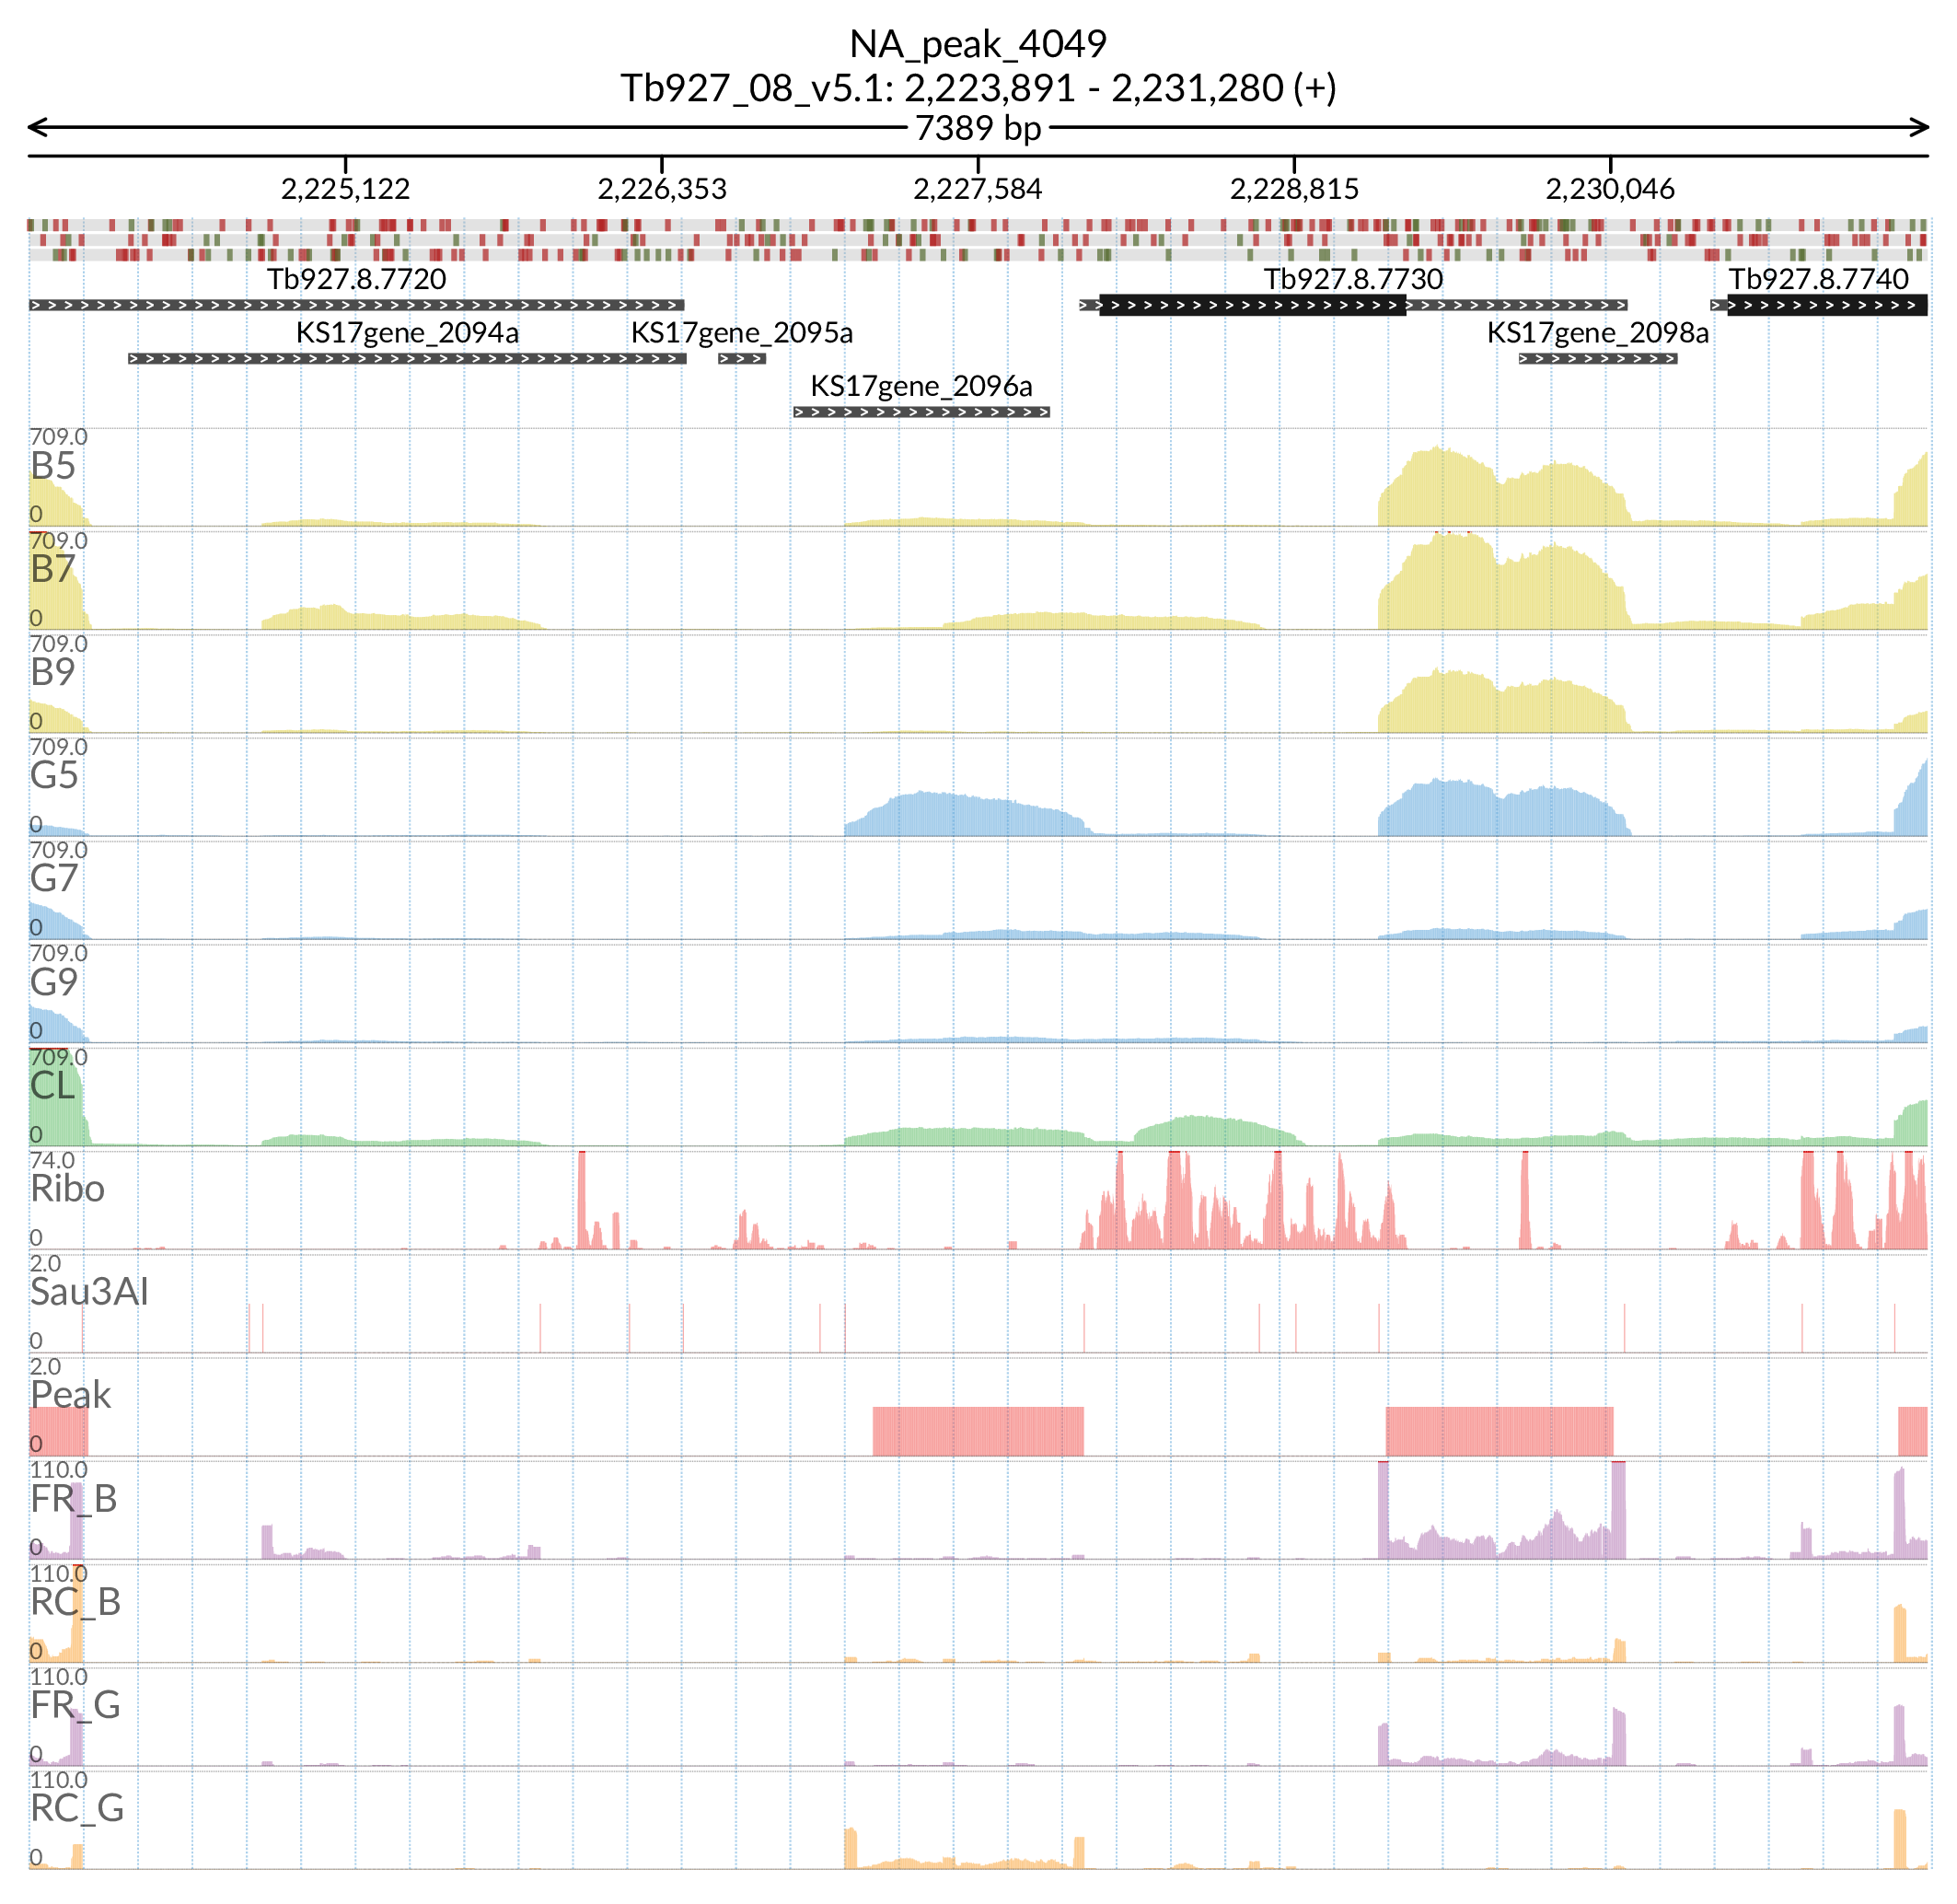 NA_peak_4049
Tb927_08_v5.1: 2,223,891 - 2,231,280 (+)
7389 bp
2,225,122 2,226,353 2,227,584 2,228,815 2,230,046
Tb927.8.7720 Tb927.8.7730 Tb927.8.7740
KS17gene_2094a KS17gene_2095a KS17gene_2098a
KS17gene_2096a
709.0
B5
0
709.0
B7
0
709.0
B9
0
709.0
G5
0
709.0
G7
0
709.0
G9
0
709.0
CL
0
74.0
Ribo
0
2.0
Sau3AI
0
2.0
Peak
0
110.0
FR_B
0
110.0
RC_B
0
110.0
FR_G
0
110.0
RC_G
0